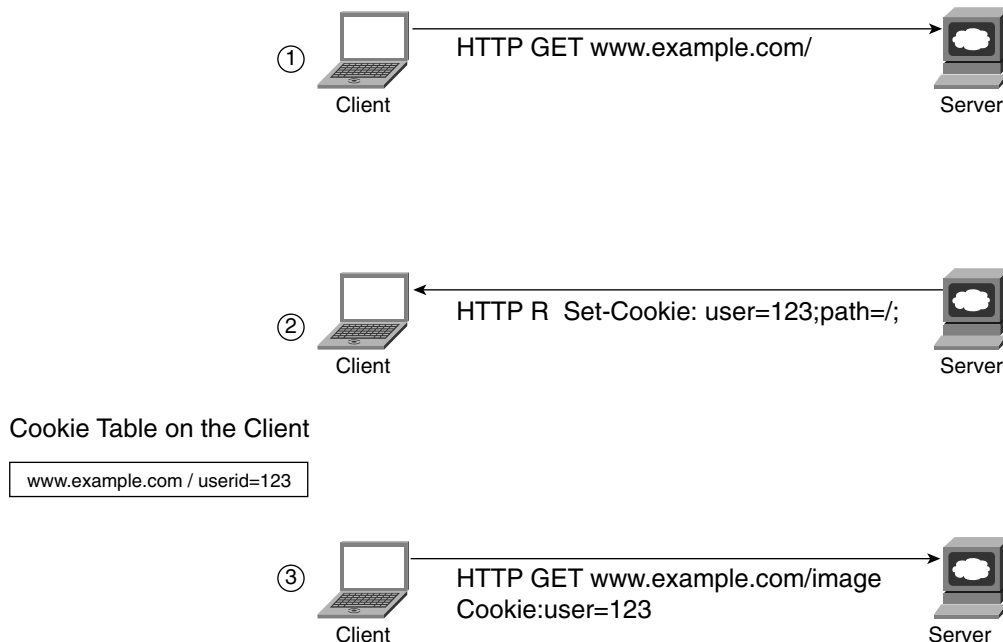 HTTP GET www.example.com/
1
Client
Server
HTTP R Set-Cookie: user=123;path=/;
2
Client
Server
Cookie Table on the Client
www.example.com / userid=123
3
HTTP GET www.example.com/image
Cookie:user=123
Client
Server